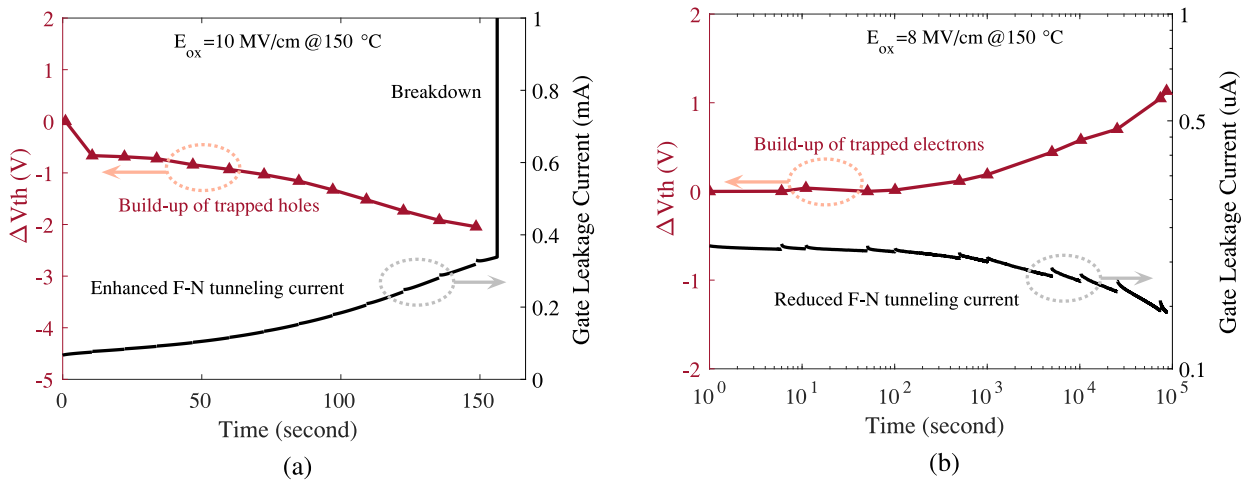 E_ox=10 MV/cm @150 °C
Breakdown
Build-up of trapped holes
Enhanced F-N tunneling current
2
1
0
-1
-2
-3
-4
-5
ΔVth (V)
1
0.8
0.6
0.4
0.2
0
Gate Leakage Current (mA)
0 50 100 150
Time (second)
(a)
E_ox=8 MV/cm @150 °C
Build-up of trapped electrons
Reduced F-N tunneling current
2
1
0
-1
-2
ΔVth (V)
1
0.5
0.1
Gate Leakage Current (uA)
10^0 10^1 10^2 10^3 10^4 10^5
Time (second)
(b)